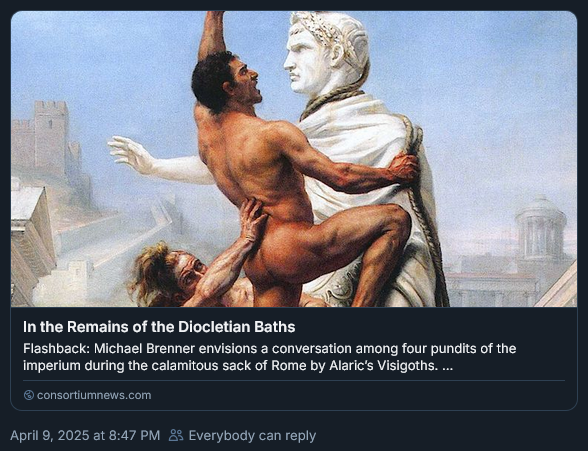 In the Remains of the Diocletian Baths
Flashback: Michael Brenner envisions a conversation among four pundits of the
imperium during the calamitous sack of Rome by Alaric’s Visigoths. ...
consortiumnews.com
April 9, 2025 at 8:47 PM Everybody can reply